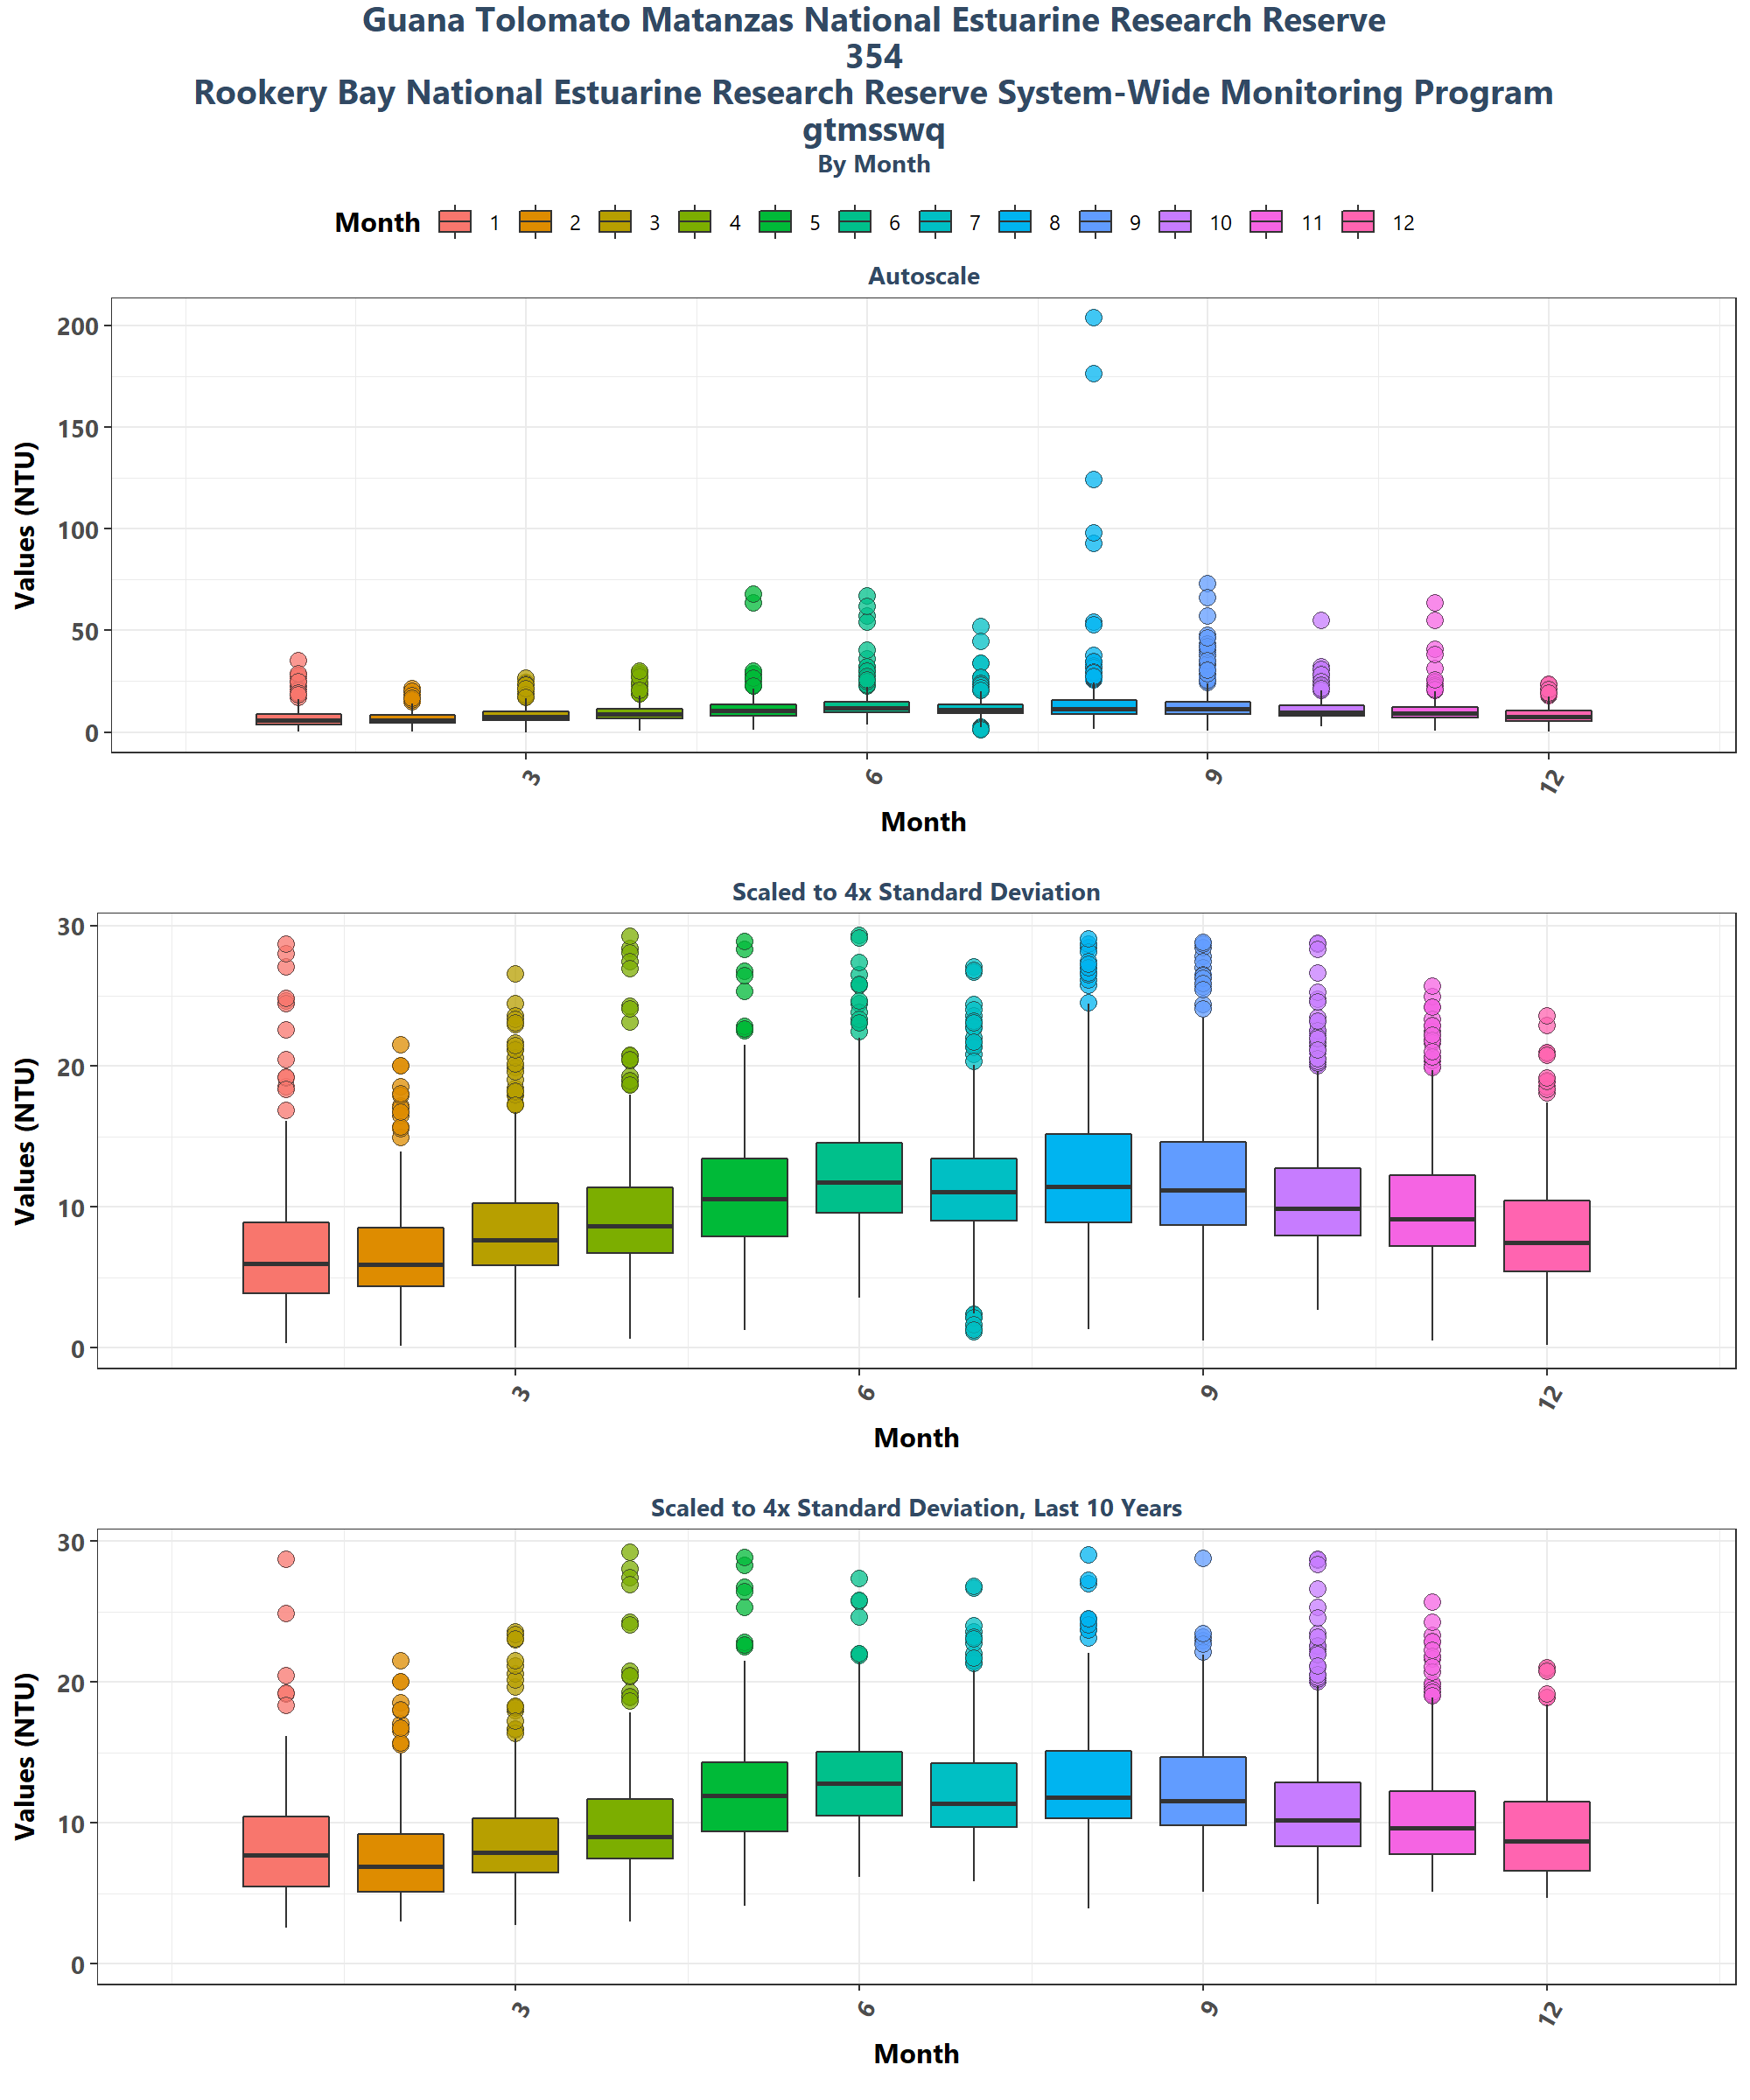 Guana Tolomato Matanzas National Estuarine Research Reserve
354
Rookery Bay National Estuarine Research Reserve System-Wide Monitoring Program
gtmsswq
By Month
Month 1 2 3 4 5 6 7 8 9 10 11 12
Autoscale
Values (NTU)
200
150
100
50
0
3 6 9 12
Month
Scaled to 4x Standard Deviation
Values (NTU)
30
20
10
0
3 6 9 12
Month
Scaled to 4x Standard Deviation, Last 10 Years
Values (NTU)
30
20
10
0
3 6 9 12
Month